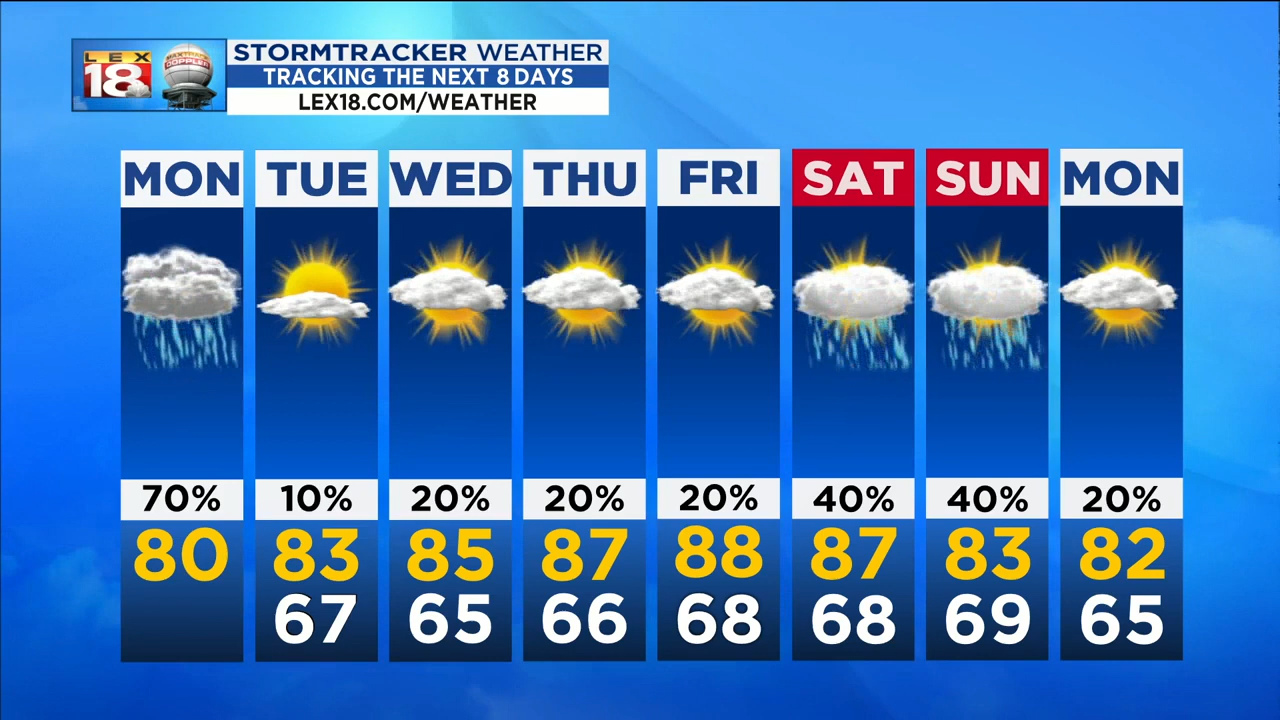 LEX
18
DOPPLER
STORMTRACKER WEATHER
TRACKING THE NEXT 8 DAYS
LEX18.COM/WEATHER
MON TUE WED THU FRI SAT SUN MON
70% 10% 20% 20% 20% 40% 40% 20%
80 83 85 87 88 87 83 82
67 65 66 68 68 69 65